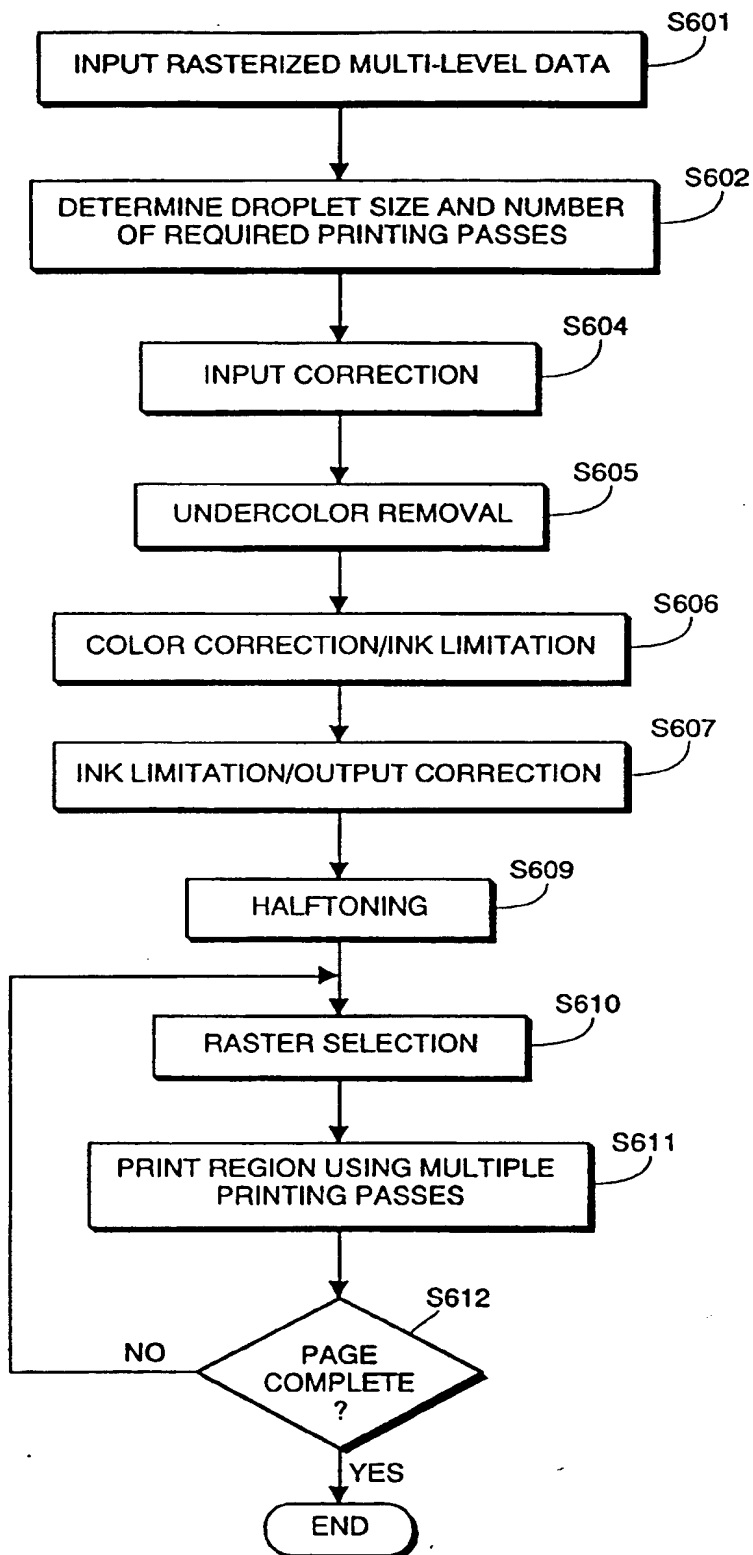 S601
INPUT RASTERIZED MULTI-LEVEL DATA
S602
DETERMINE DROPLET SIZE AND NUMBER
OF REQUIRED PRINTING PASSES
S604
INPUT CORRECTION
S605
UNDERCOLOR REMOVAL
S606
COLOR CORRECTION/INK LIMITATION
S607
INK LIMITATION/OUTPUT CORRECTION
S609
HALFTONING
S610
RASTER SELECTION
S611
PRINT REGION USING MULTIPLE
PRINTING PASSES
S612
NO
PAGE
COMPLETE
?
YES
END